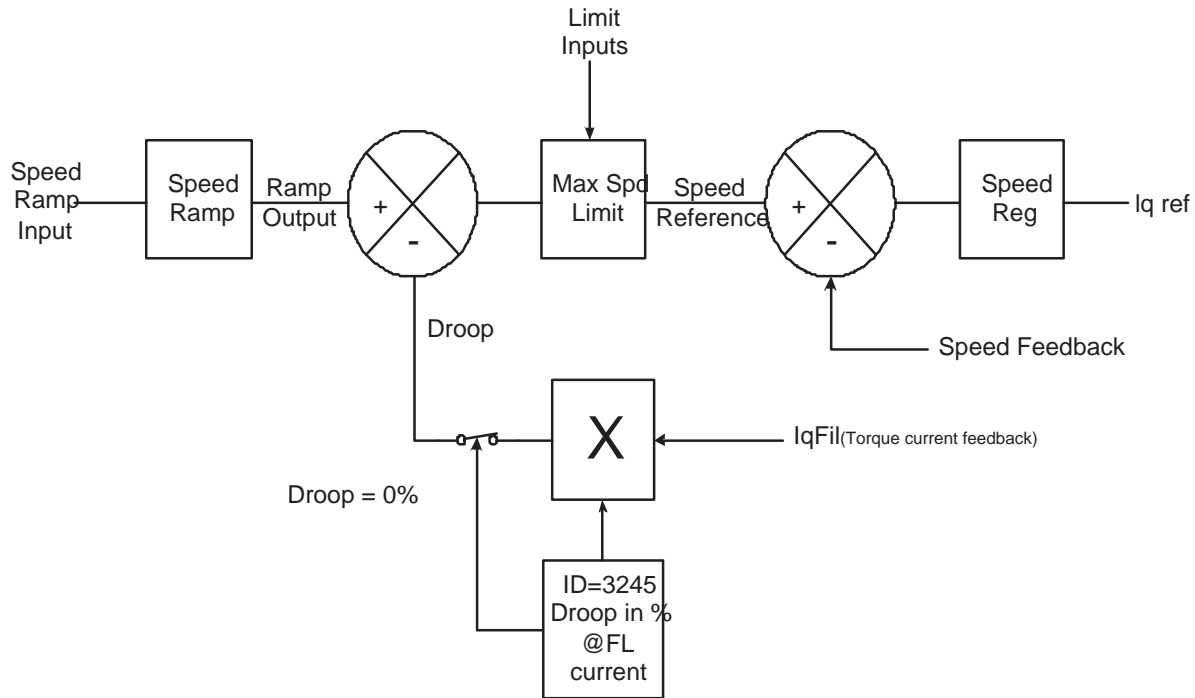 Limit
Inputs
Speed
Ramp
Input
Speed
Ramp
Ramp
Output
+
-
Max Spd
Limit
Speed
Reference
+
-
Speed
Reg
Iq ref
Droop
Speed Feedback
X
IqFil(Torque current feedback)
Droop = 0%
ID=3245
Droop in %
@FL
current